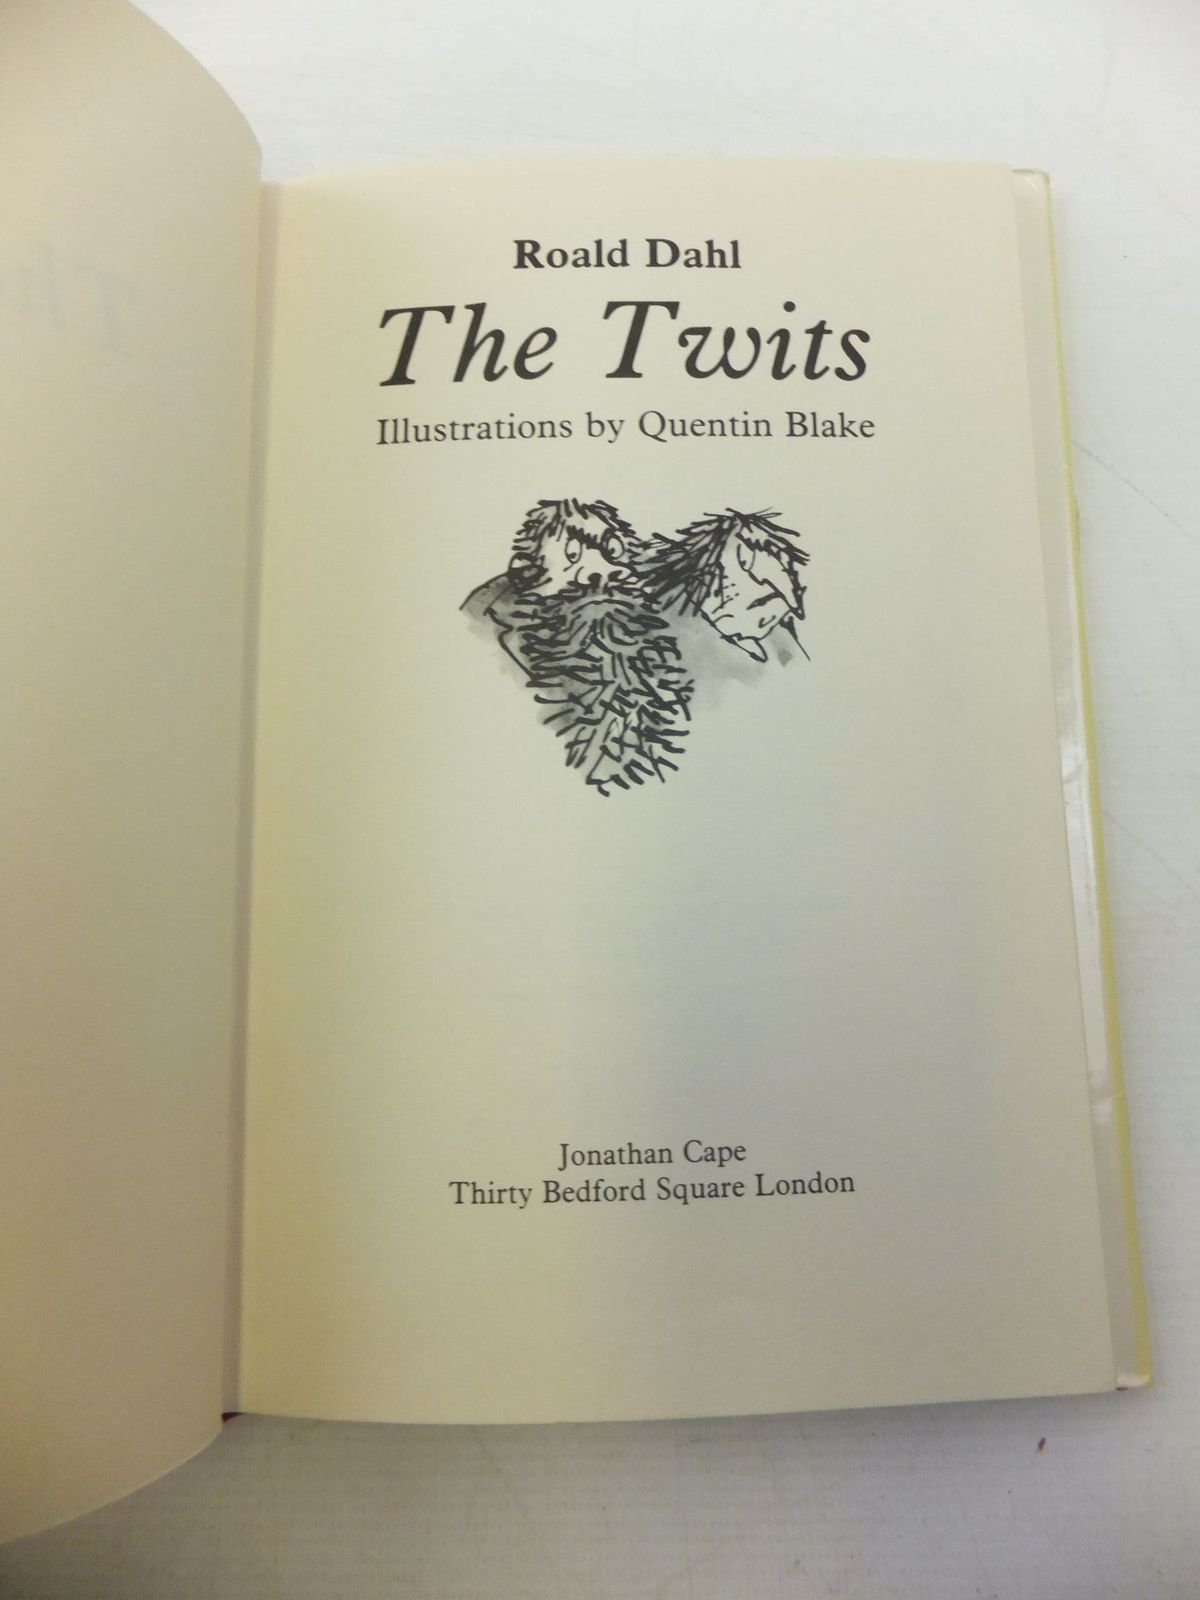 Roald Dahl
The Twits
Illustrations by Quentin Blake
Jonathan Cape
Thirty Bedford Square London